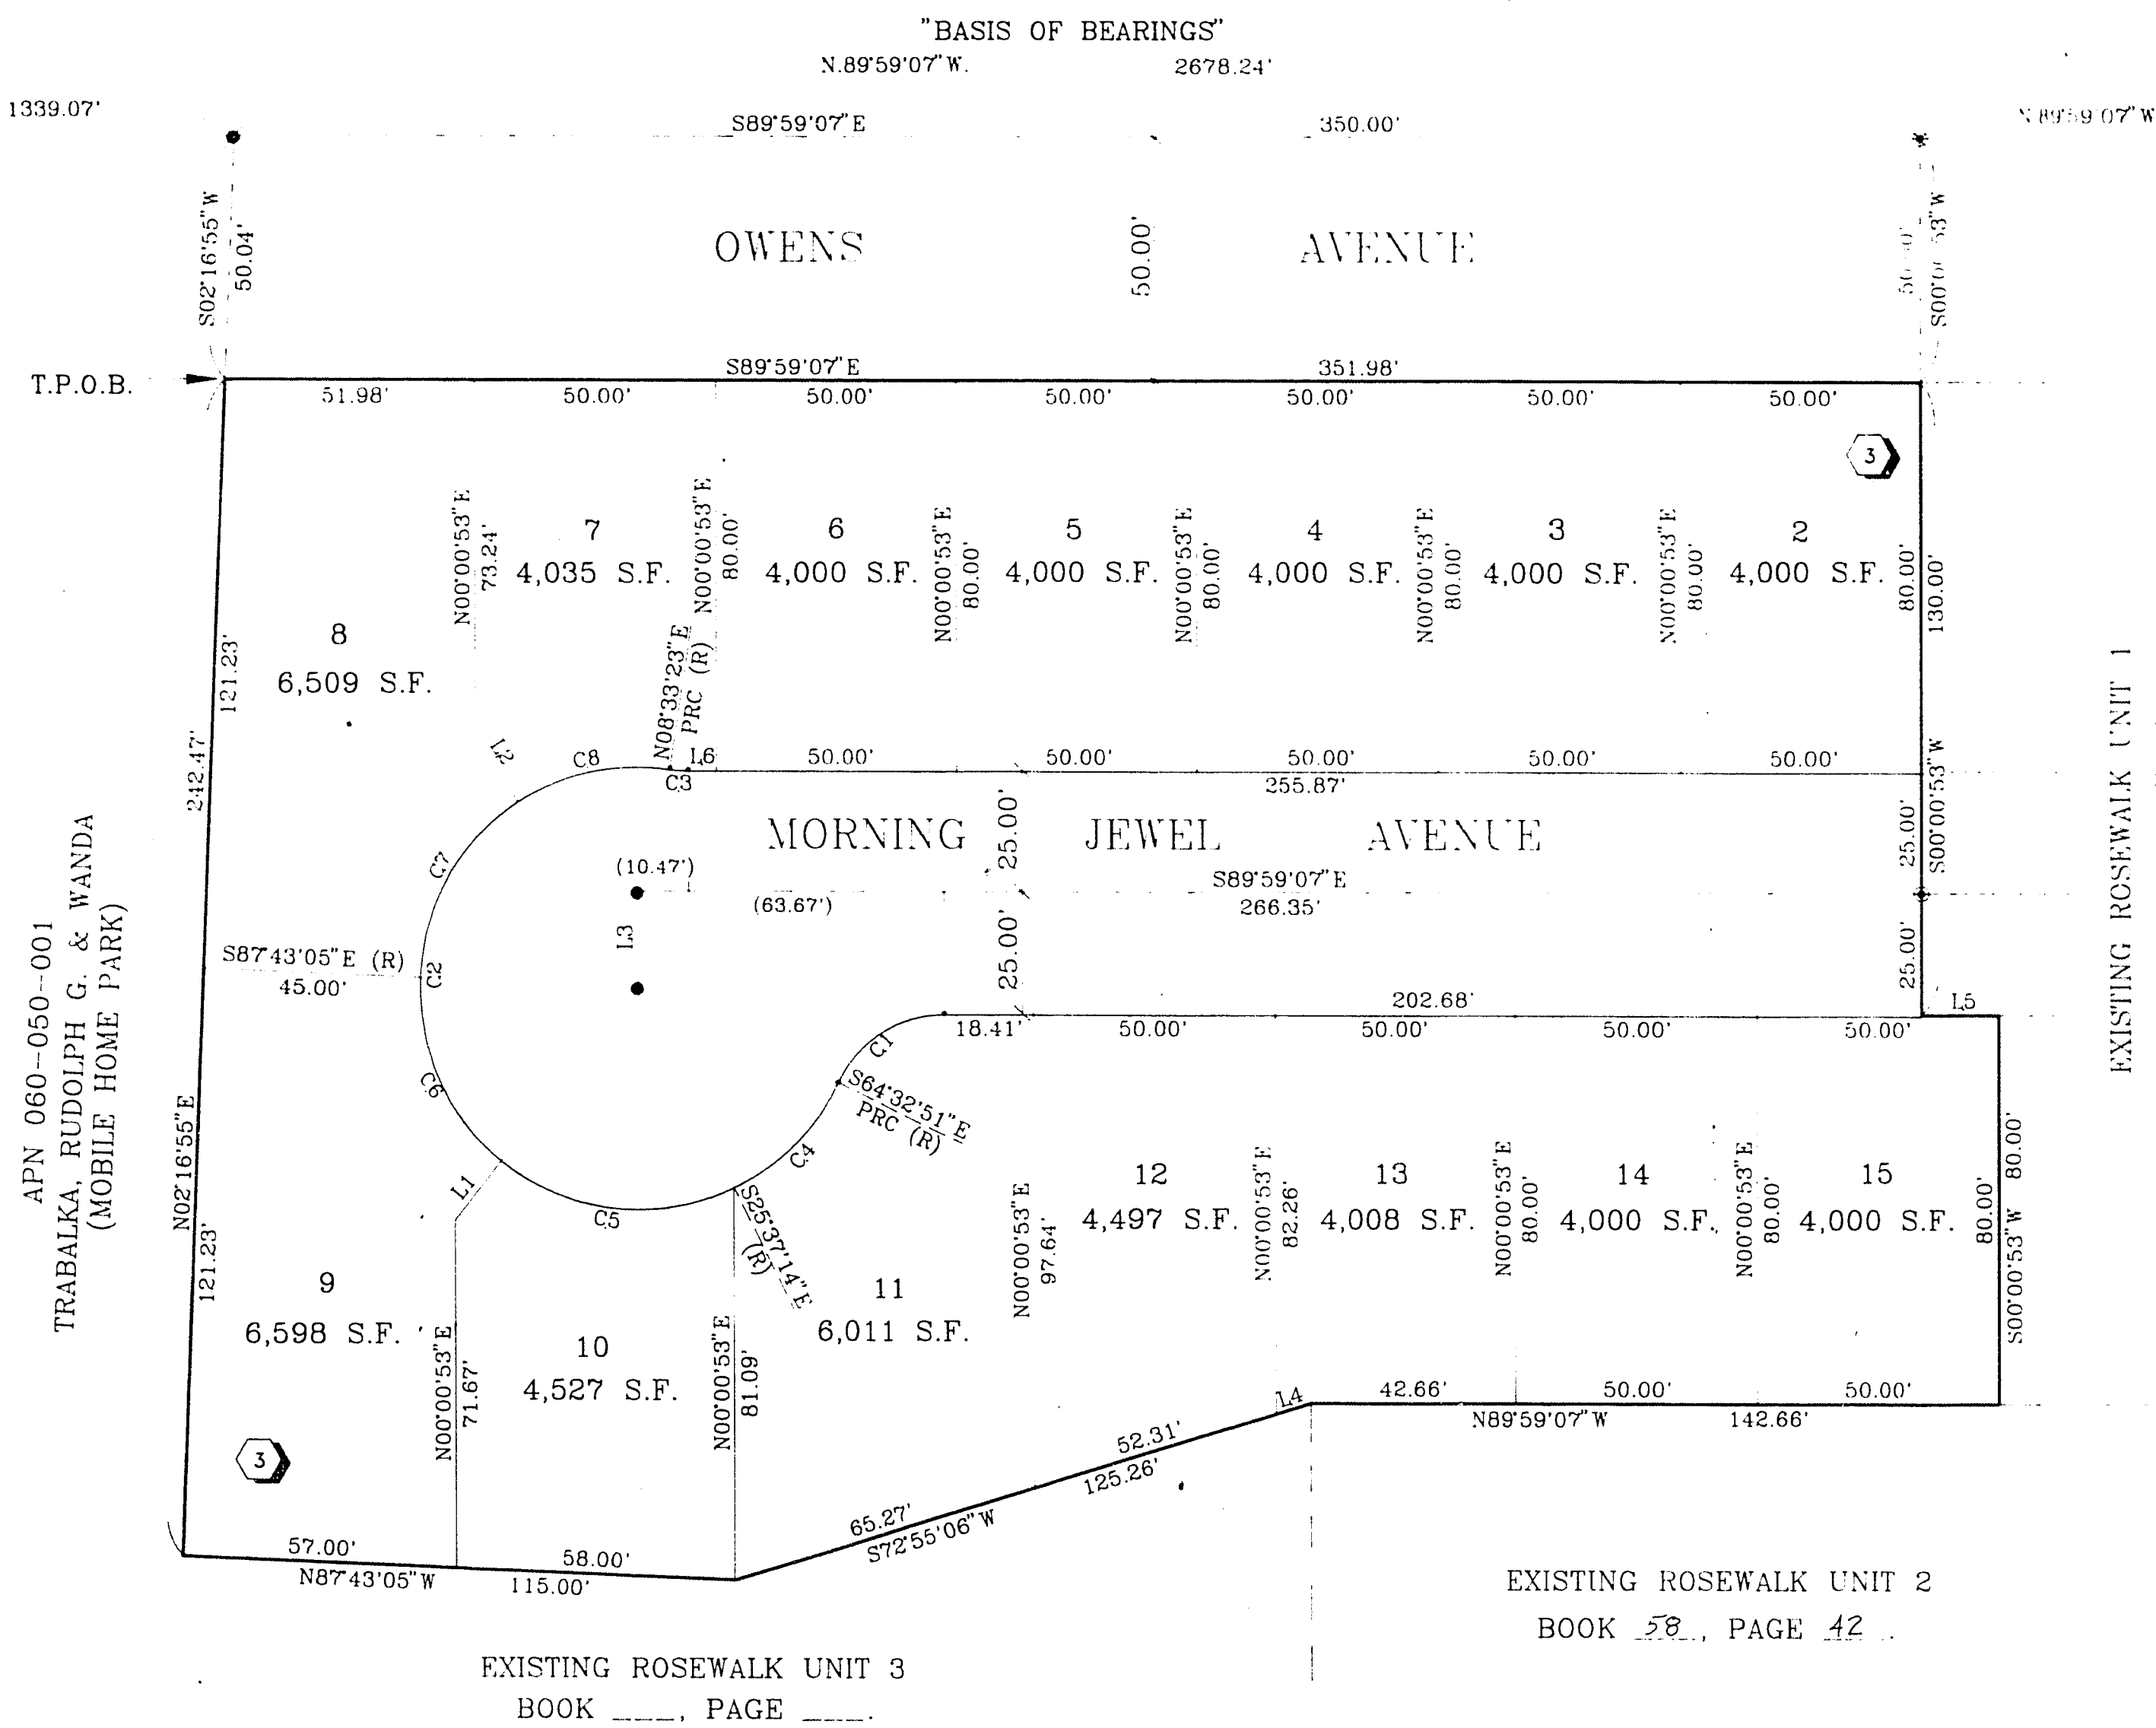 "BASIS OF BEARINGS"
N.89°59'07"W. 2678.24'
1339.07'
N 89°59'07"W
S89°59'07"E 350.00'
S02°16'55"W
50.04'
OWENS AVENUE
50.00'
T.P.O.B.
S89°59'07"E 351.98'
51.98' 50.00' 50.00' 50.00' 50.00' 50.00' 50.00'
3
N00°00'53"E
73.24'
7
4,035 S.F.
N00°00'53"E
80.00'
6
4,000 S.F.
N00°00'53"E
80.00'
5
4,000 S.F.
N00°00'53"E
80.00'
4
4,000 S.F.
N00°00'53"E
80.00'
3
4,000 S.F.
N00°00'53"E
80.00'
2
4,000 S.F.
80.00'
130.00'
8
6,509 S.F.
121.23'
242.47'
N08°33'23"E
PRC (R)
L2
C8
C3
L6 50.00' 50.00' 50.00' 50.00' 50.00'
255.87'
MORNING JEWEL AVENUE
25.00'
25.00'
S00°00'53"W
EXISTING ROSEWALK UNIT 1
C7
(10.47')
(63.67')
S89°59'07"E
266.35'
L3
25.00'
25.00'
S87°43'05"E (R)
45.00'
C2
APN 060-050-001
TRABALKA, RUDOLPH G. & WANDA
(MOBILE HOME PARK)
202.68'
L5
18.41' 50.00' 50.00' 50.00' 50.00'
C1
C6
S64°32'51"E
PRC (R)
C4
L1
C5
S25°37'14"E
(R)
N02°16'55"E
121.23'
9
6,598 S.F.
N00°00'53"E
71.67'
10
4,527 S.F.
N00°00'53"E
81.09'
11
6,011 S.F.
N00°00'53"E
97.64'
12
4,497 S.F.
N00°00'53"E
82.26'
13
4,008 S.F.
N00°00'53"E
80.00'
14
4,000 S.F.
N00°00'53"E
80.00'
15
4,000 S.F.
80.00'
S00°00'53"W 80.00'
L4
42.66' 50.00' 50.00'
N89°59'07"W 142.66'
52.31'
125.26'
65.27'
S72°55'06"W
3
57.00' 58.00'
N87°43'05"W 115.00'
EXISTING ROSEWALK UNIT 2
BOOK 58, PAGE 42.
EXISTING ROSEWALK UNIT 3
BOOK ___, PAGE ___.